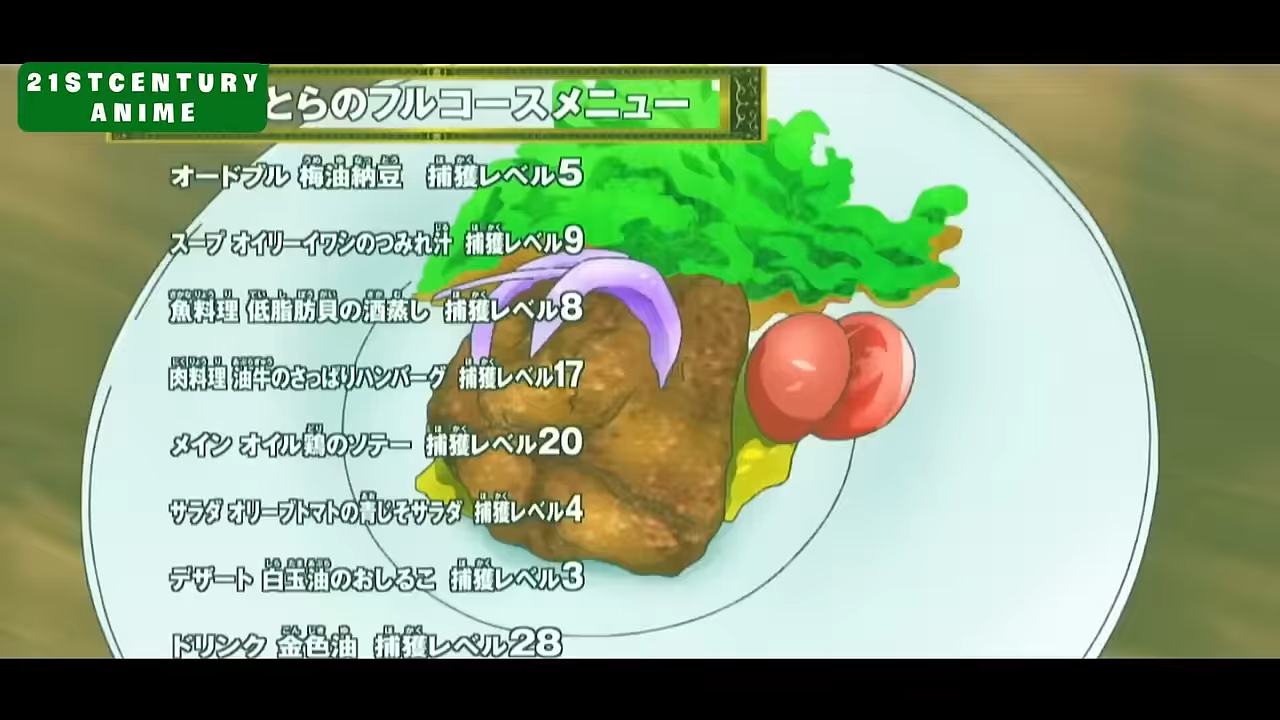 21STCENTURY
ANIME
とらのフルコースメニュー
オードブル 梅油納豆 捕獲レベル5
スープ オイリーイワシのつみれ汁 捕獲レベル9
魚料理 低脂肪貝の酒蒸し 捕獲レベル8
肉料理 油牛のさっぱりハンバーグ 捕獲レベル17
メイン オイル鶏のソテー 捕獲レベル20
サラダ オリーブトマトの青じそサラダ 捕獲レベル4
デザート 白玉油のおしるこ 捕獲レベル3
ドリンク 金色油 捕獲レベル28